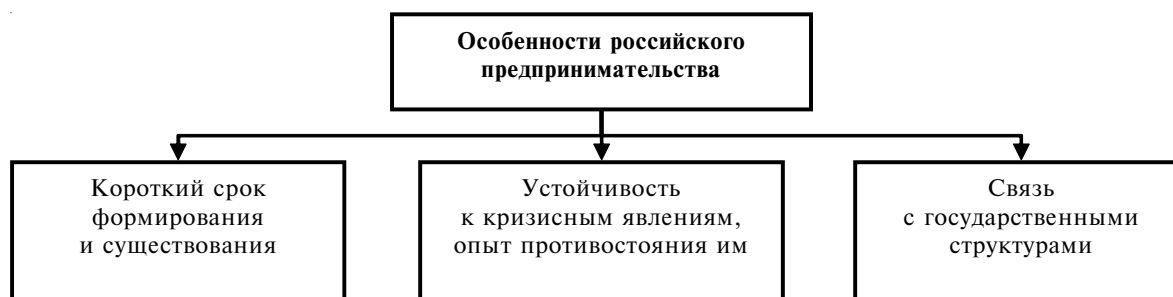 Особенности российского
предпринимательства
Короткий срок
формирования
и существования
Устойчивость
к кризисным явлениям,
опыт противостояния им
Связь
с государственными
структурами